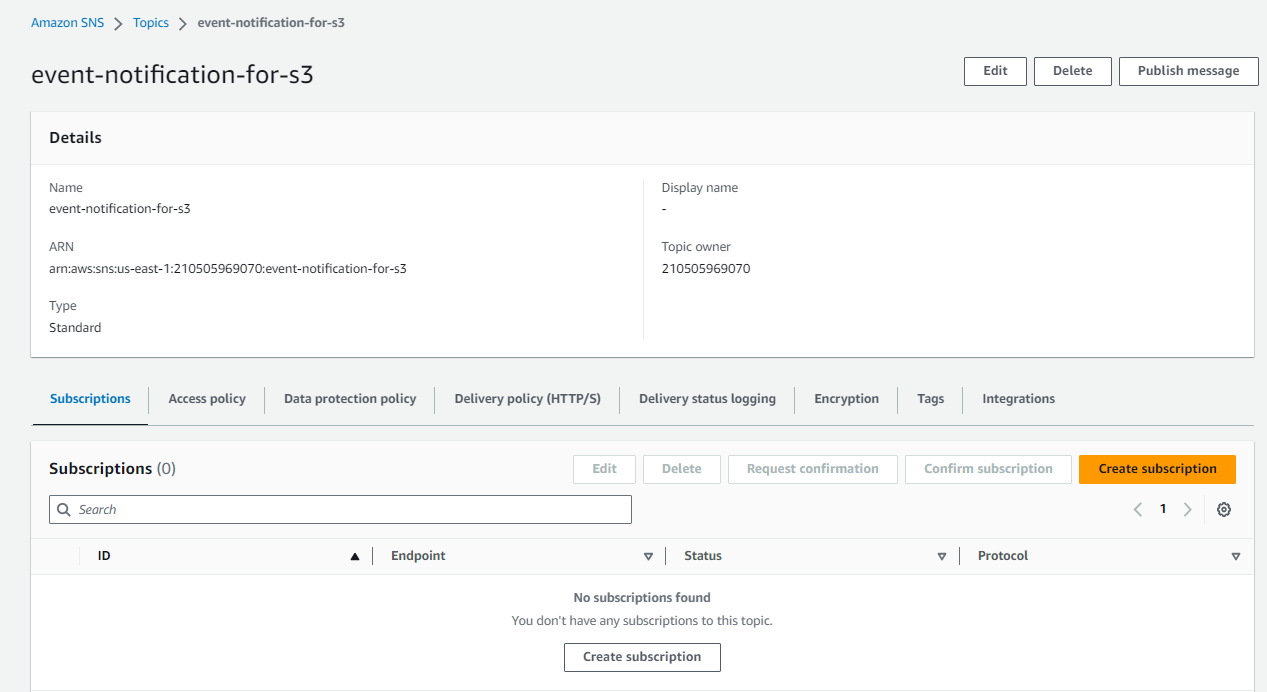 Amazon SNS > Topics > event-notification-for-s3
event-notification-for-s3
Edit Delete Publish message
Details
Name
event-notification-for-s3
Display name
-
ARN
arn:aws:sns:us-east-1:210505969070:event-notification-for-s3
Topic owner
210505969070
Type
Standard
Subscriptions Access policy Data protection policy Delivery policy (HTTP/S) Delivery status logging Encryption Tags Integrations
Subscriptions (0)
Edit Delete Request confirmation Confirm subscription Create subscription
Search
1
ID Endpoint Status Protocol
No subscriptions found
You don't have any subscriptions to this topic.
Create subscription